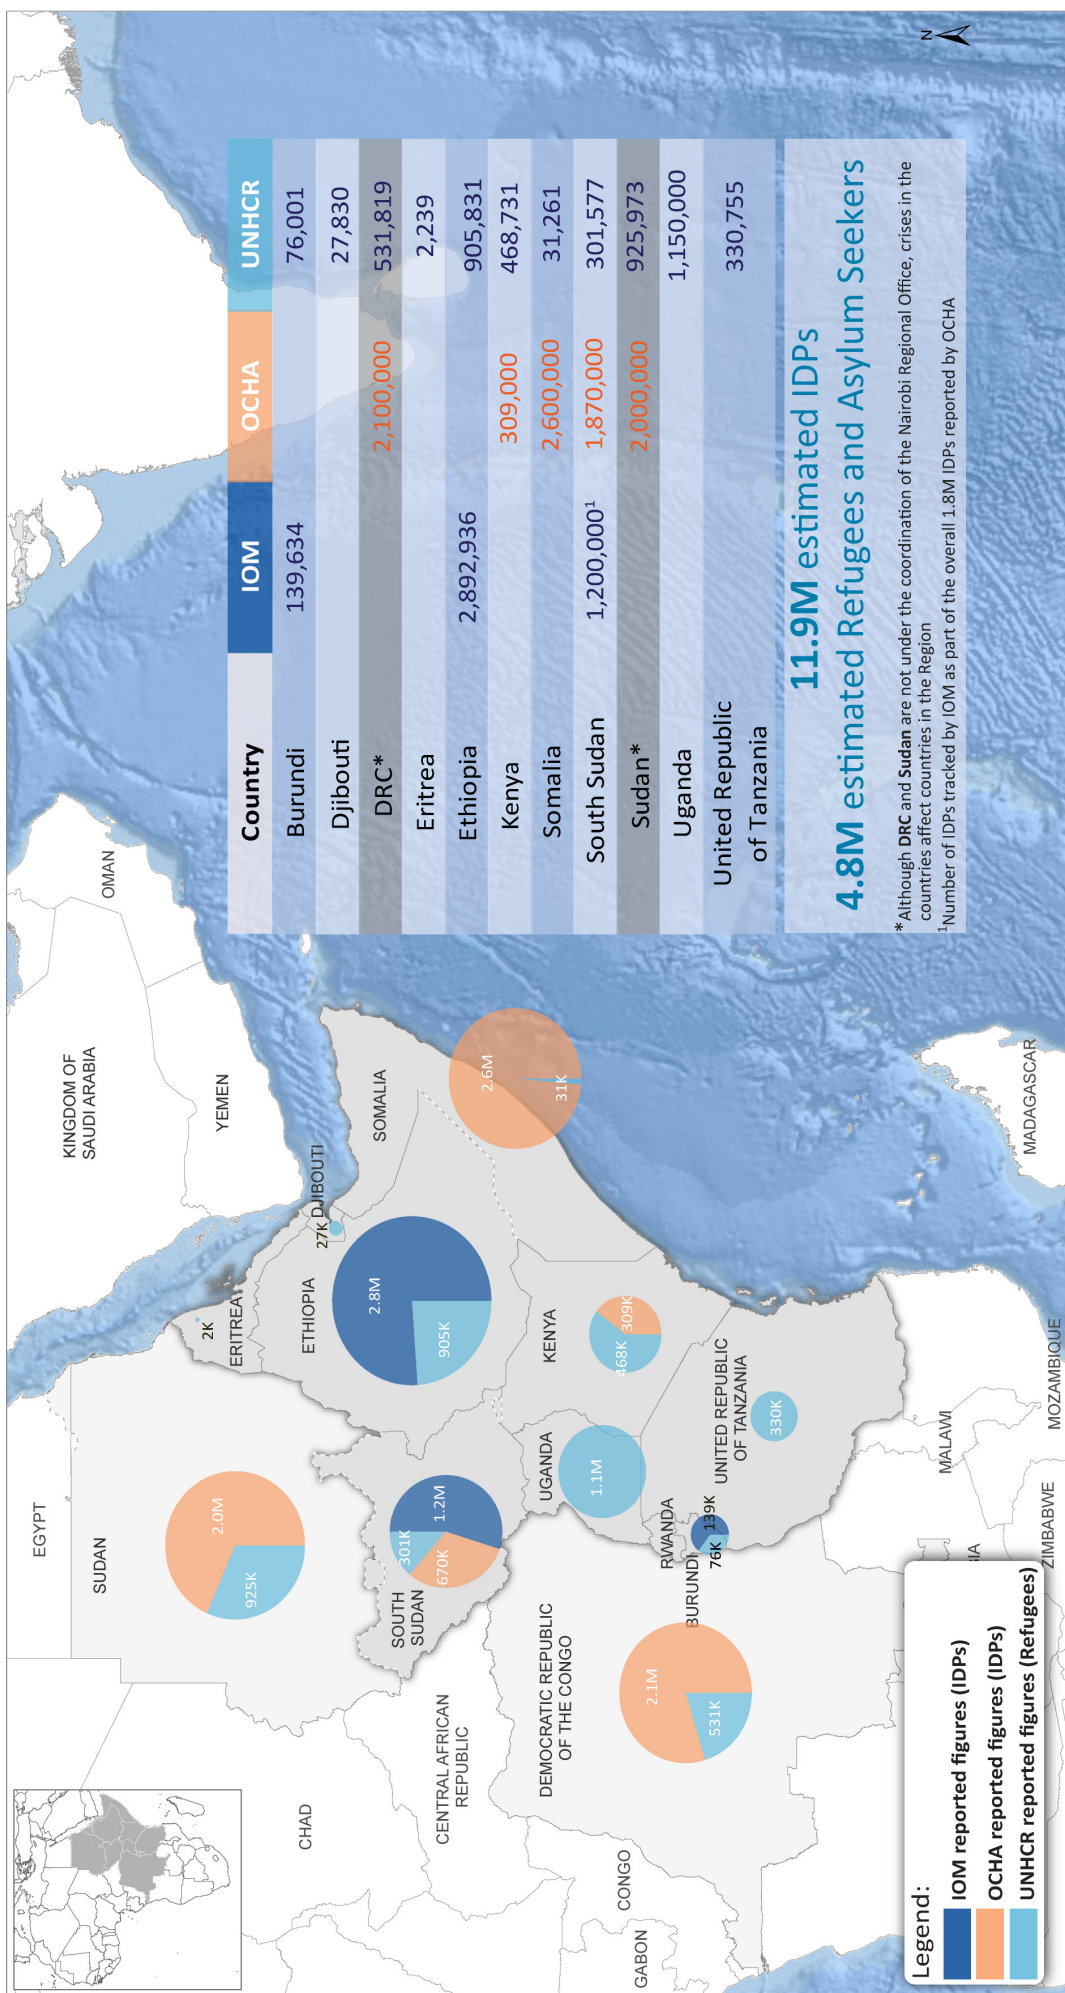 EGYPT
SUDAN
2.0M
925K
KINGDOM OF
SAUDI ARABIA
OMAN
YEMEN
ERITREA
2K
DJIBOUTI
27K
ETHIOPIA
2.8M
905K
SOMALIA
2.6M
31K
CHAD
CENTRAL AFRICAN
REPUBLIC
SOUTH
SUDAN
301K
1.2M
670K
UGANDA
1.1M
KENYA
468K
309K
RWANDA
BURUNDI
76K
139K
UNITED REPUBLIC
OF TANZANIA
330K
DEMOCRATIC REPUBLIC
OF THE CONGO
2.1M
531K
CONGO
GABON
MALAWI
MOZAMBIQUE
ZIMBABWE
BIA
MADAGASCAR
Country IOM OCHA UNHCR
Burundi 139,634 76,001
Djibouti 27,830
DRC* 2,100,000 531,819
Eritrea 2,239
Ethiopia 2,892,936 905,831
Kenya 309,000 468,731
Somalia 2,600,000 31,261
South Sudan 1,200,000¹ 1,870,000 301,577
Sudan* 2,000,000 925,973
Uganda 1,150,000
United Republic
of Tanzania 330,755
11.9M estimated IDPs
4.8M estimated Refugees and Asylum Seekers
*Although DRC and Sudan are not under the coordination of the Nairobi Regional Office, crises in the
countries affect countries in the Region
¹Number of IDPs tracked by IOM as part of the overall 1.8M IDPs reported by OCHA
N
Legend:
IOM reported figures (IDPs)
OCHA reported figures (IDPs)
UNHCR reported figures (Refugees)